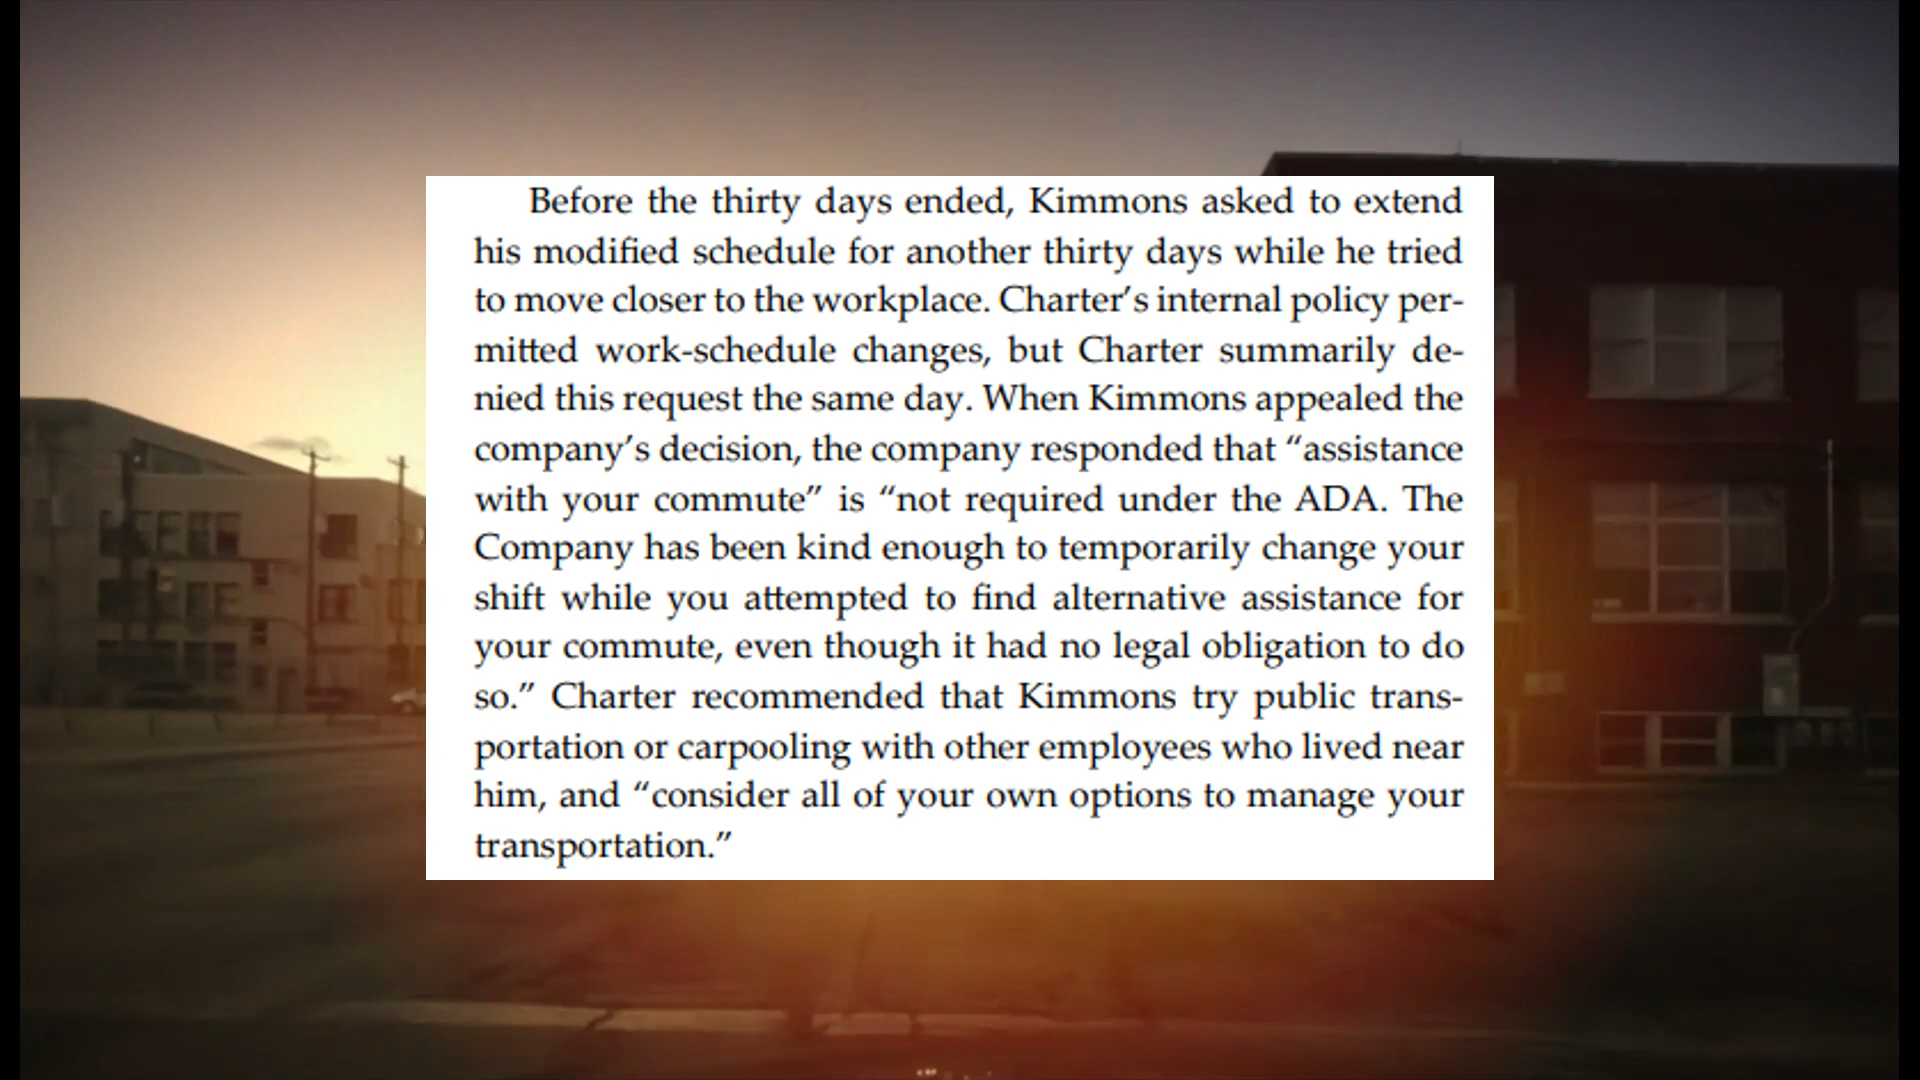 Before the thirty days ended, Kimmons asked to extend
his modified schedule for another thirty days while he tried
to move closer to the workplace. Charter’s internal policy per-
mitted work-schedule changes, but Charter summarily de-
nied this request the same day. When Kimmons appealed the
company’s decision, the company responded that “assistance
with your commute” is “not required under the ADA. The
Company has been kind enough to temporarily change your
shift while you attempted to find alternative assistance for
your commute, even though it had no legal obligation to do
so.” Charter recommended that Kimmons try public trans-
portation or carpooling with other employees who lived near
him, and “consider all of your own options to manage your
transportation.”